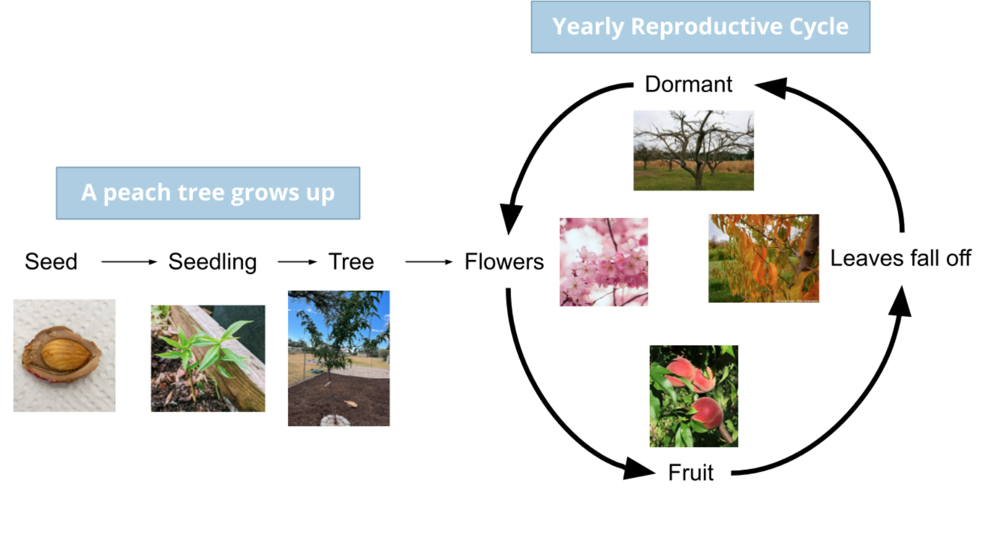 Yearly Reproductive Cycle
Dormant
A peach tree grows up
Seed
Seedling
Tree
Flowers
Leaves fall off
Fruit